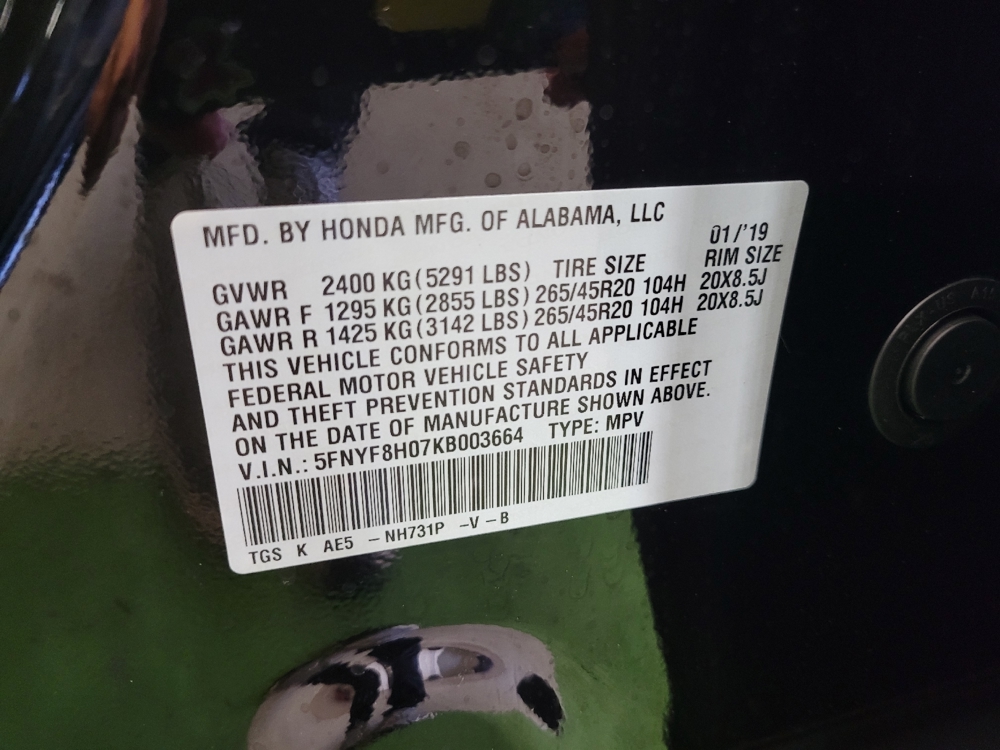 MFD. BY HONDA MFG. OF ALABAMA, LLC
01/'19
GVWR 2400 KG (5291 LBS) TIRE SIZE RIM SIZE
GAWR F 1295 KG (2855 LBS) 265/45R20 104H 20X8.5J
GAWR R 1425 KG (3142 LBS) 265/45R20 104H 20X8.5J
THIS VEHICLE CONFORMS TO ALL APPLICABLE
FEDERAL MOTOR VEHICLE SAFETY
AND THEFT PREVENTION STANDARDS IN EFFECT
ON THE DATE OF MANUFACTURE SHOWN ABOVE.
V.I.N.: 5FNYF8H07KB003664 TYPE: MPV
TGS K AE5 -NH731P -V-B